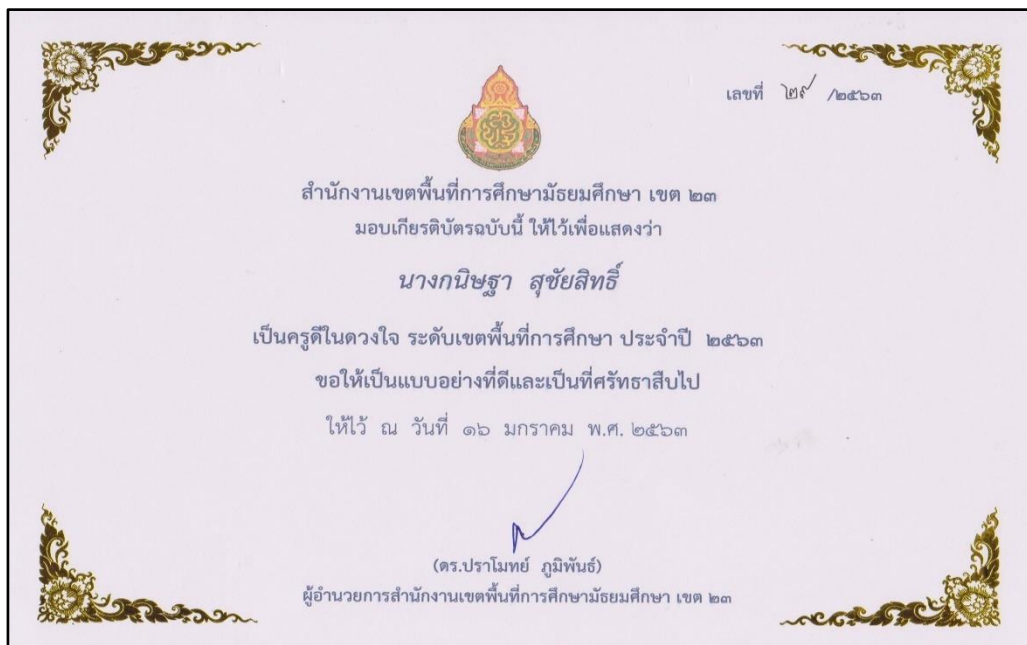 เลขที่ ๒๙ /๒๕๖๓
สำนักงานเขตพื้นที่การศึกษามัธยมศึกษา เขต ๒๓
มอบเกียรติบัตรฉบับนี้ ให้ไว้เพื่อแสดงว่า
นางกนิษฐา สุชัยสิทธิ์
เป็นครูดีในดวงใจ ระดับเขตพื้นที่การศึกษา ประจำปี ๒๕๖๓
ขอให้เป็นแบบอย่างที่ดีและเป็นที่ศรัทธาสืบไป
ให้ไว้ ณ วันที่ ๑๖ มกราคม พ.ศ. ๒๕๖๓
(ดร.ปราโมทย์ ภูมิพันธ์)
ผู้อำนวยการสำนักงานเขตพื้นที่การศึกษามัธยมศึกษา เขต ๒๓